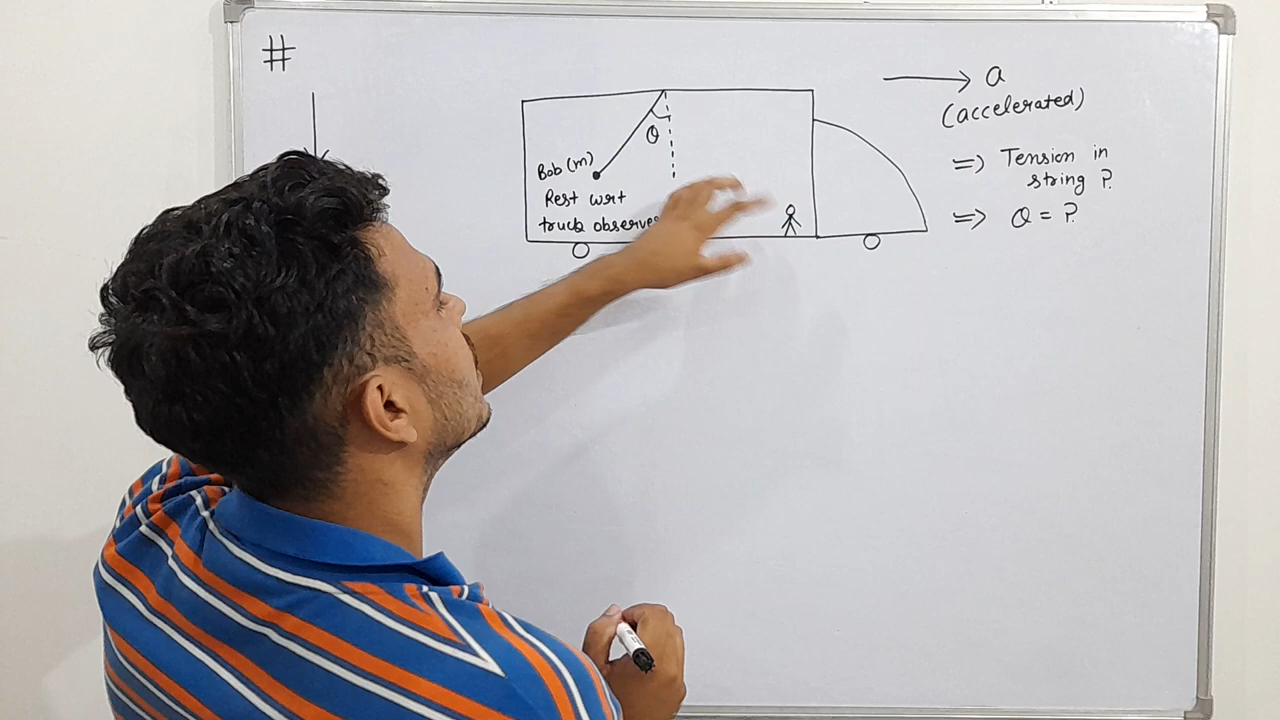 #
a
(accelerated)
Bob (m)
θ
Rest wrt
truck observer
=> Tension in
string ?
=> θ = ?